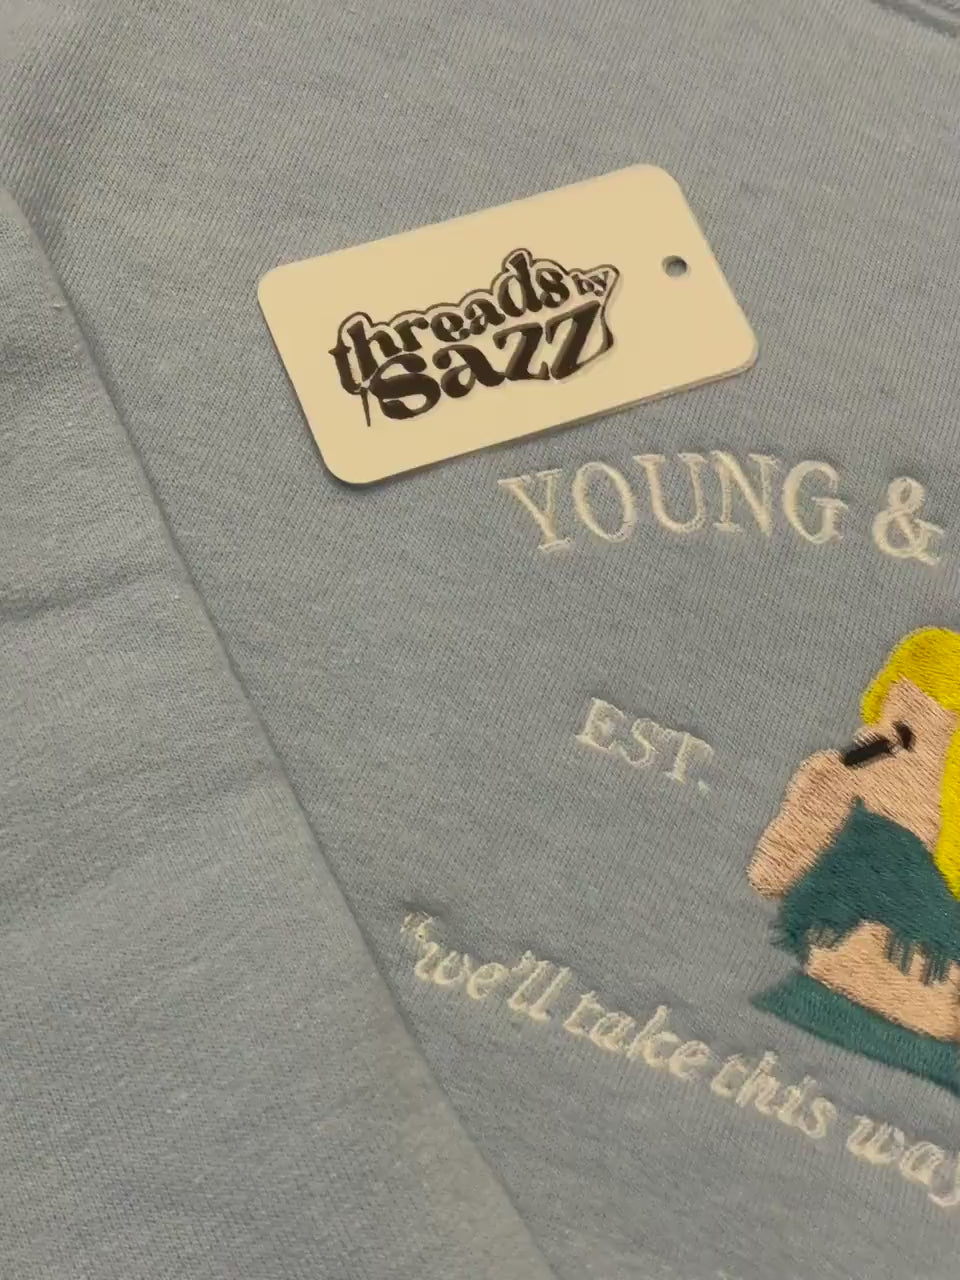 threads by
sazz
YOUNG &
EST.
"we'll take this way